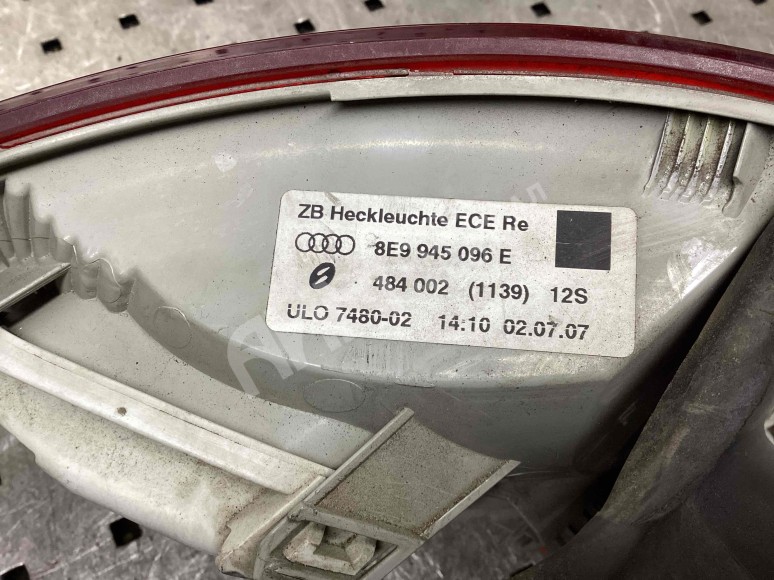 ZB Heckleuchte ECE Re
8E9 945 096 E
484 002 (1139) 12S
ULO 7480-02 14:10 02.07.07